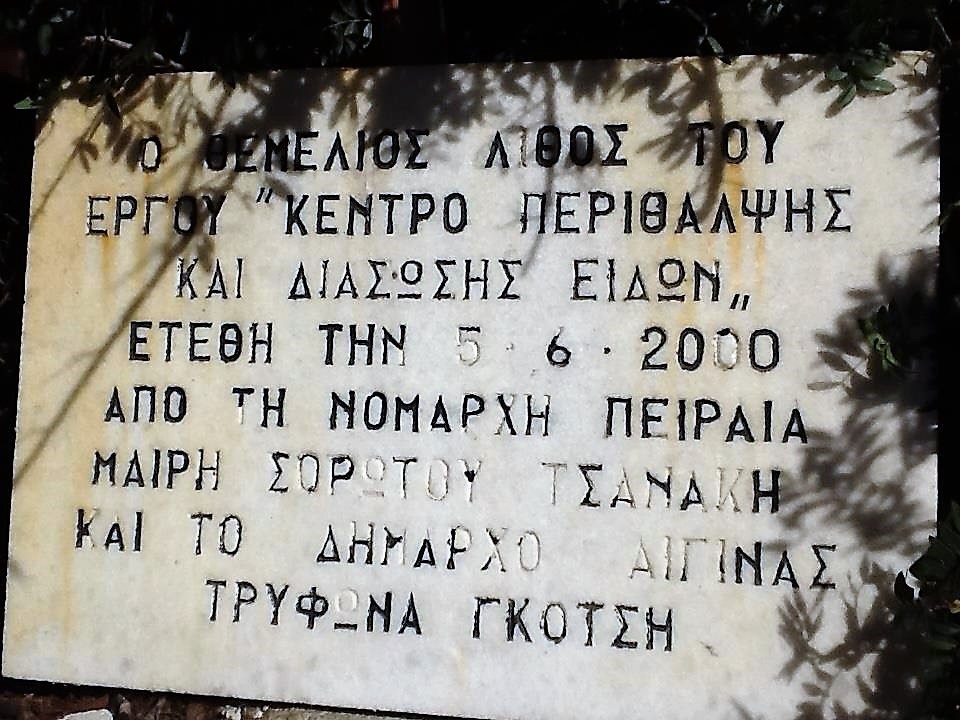 Ο ΘΕΜΕΛΙΟΣ ΛΙΘΟΣ ΤΟΥ
ΕΡΓΟΥ "ΚΕΝΤΡΟ ΠΕΡΙΘΑΛΨΗΣ
ΚΑΙ ΔΙΑΣΩΣΗΣ ΕΙΔΩΝ„
ΕΤΕΘΗ ΤΗΝ 5·6·2000
ΑΠΟ ΤΗ ΝΟΜΑΡΧΗ ΠΕΙΡΑΙΑ
ΜΑΙΡΗ ΣΟΡΩΤΟΥ ΤΣΑΝΑΚΗ
ΚΑΙ ΤΟ ΔΗΜΑΡΧΟ ΑΙΓΙΝΑΣ
ΤΡΥΦΩΝΑ ΓΚΟΤΣΗ